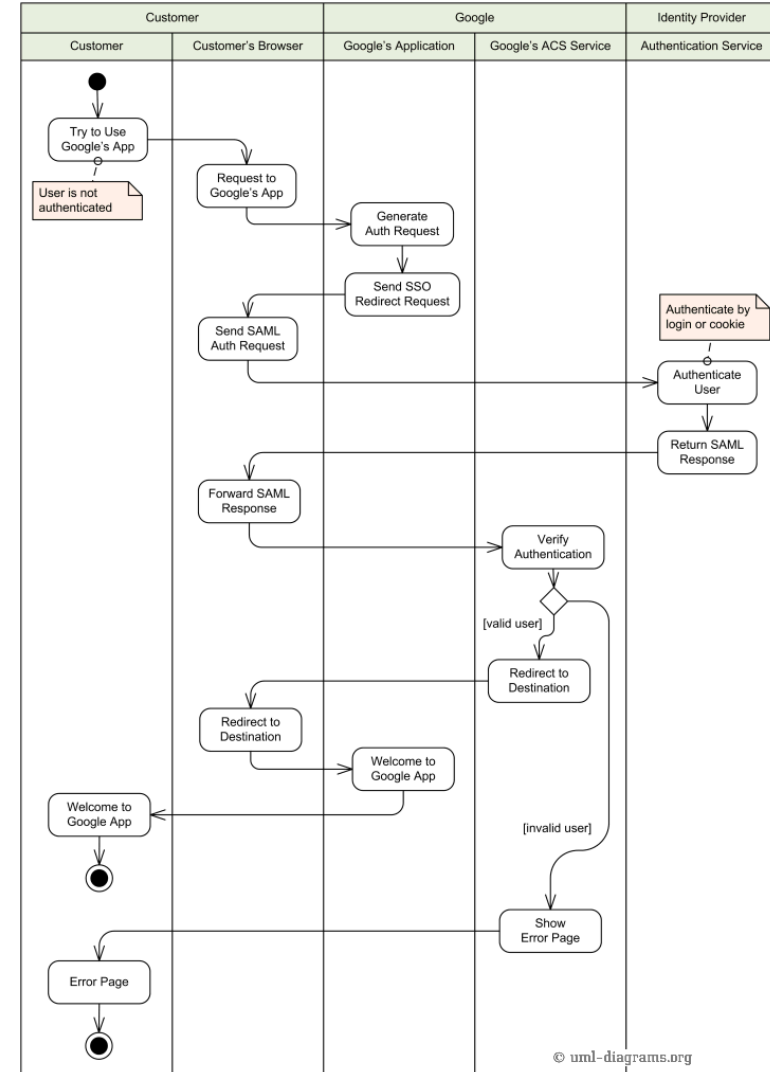 Customer
Google
Identity Provider
Customer
Customer's Browser
Google's Application
Google's ACS Service
Authentication Service
Try to Use
Google's App
User is not
authenticated
Request to
Google's App
Generate
Auth Request
Send SSO
Redirect Request
Authenticate by
login or cookie
Send SAML
Auth Request
Authenticate
User
Return SAML
Response
Forward SAML
Response
Verify
Authentication
[valid user]
Redirect to
Destination
Redirect to
Destination
Welcome to
Google App
Welcome to
Google App
[invalid user]
Show
Error Page
Error Page
© uml-diagrams.org